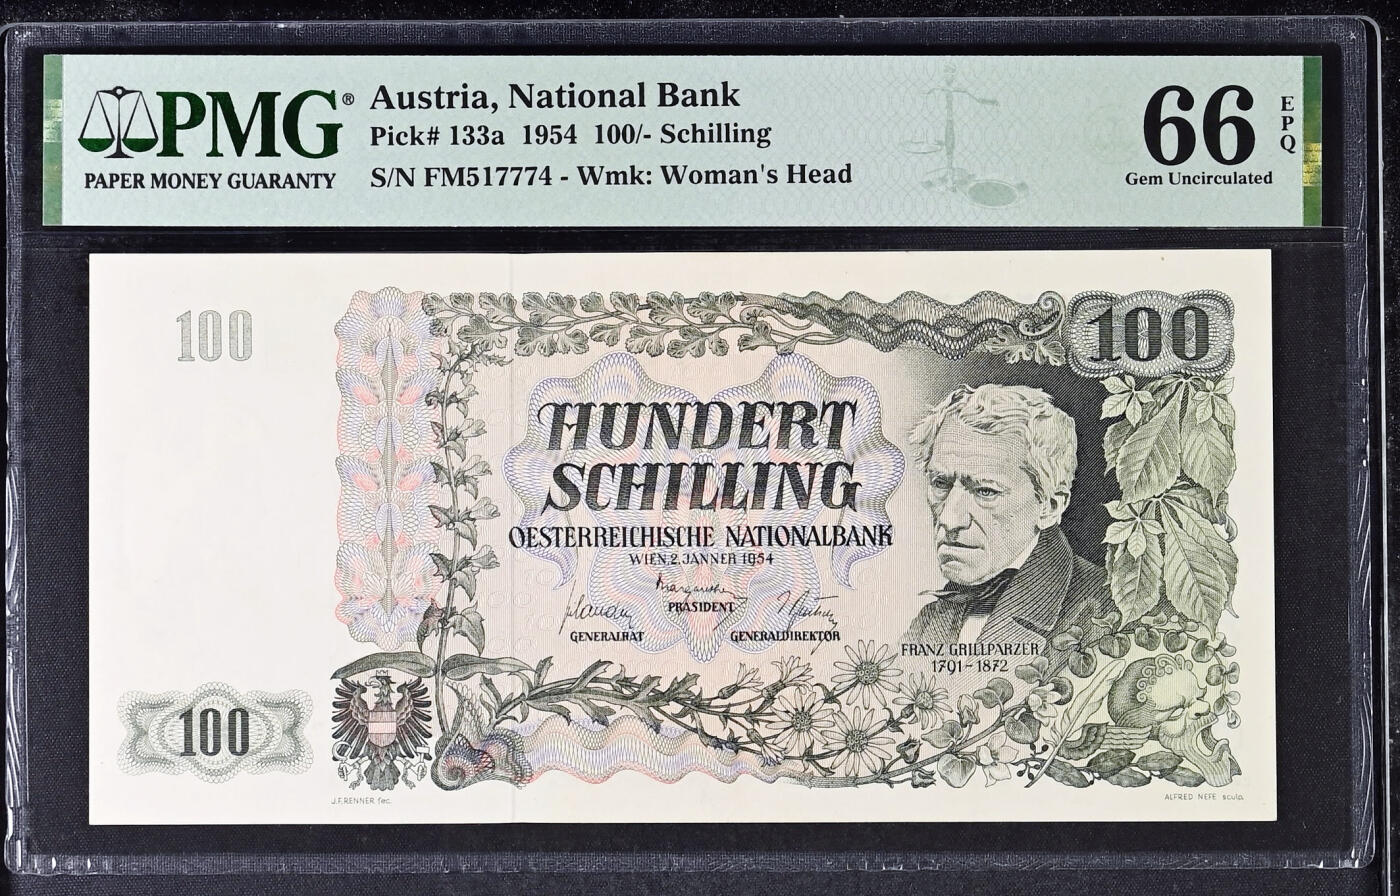 PMG®
PAPER MONEY GUARANTY
Austria, National Bank
Pick# 133a 1954 100/- Schilling
S/N FM517774 - Wmk: Woman's Head
66 EPQ
Gem Uncirculated
100
100
HUNDERT
SCHILLING
OESTERREICHISCHE NATIONALBANK
WIEN, 2. JÄNNER 1954
PRÄSIDENT
GENERALRAT
GENERALDIREKTOR
FRANZ GRILLPARZER
1791-1872
100
J.F.RENNER fec.
ALFRED NEFE sculp.